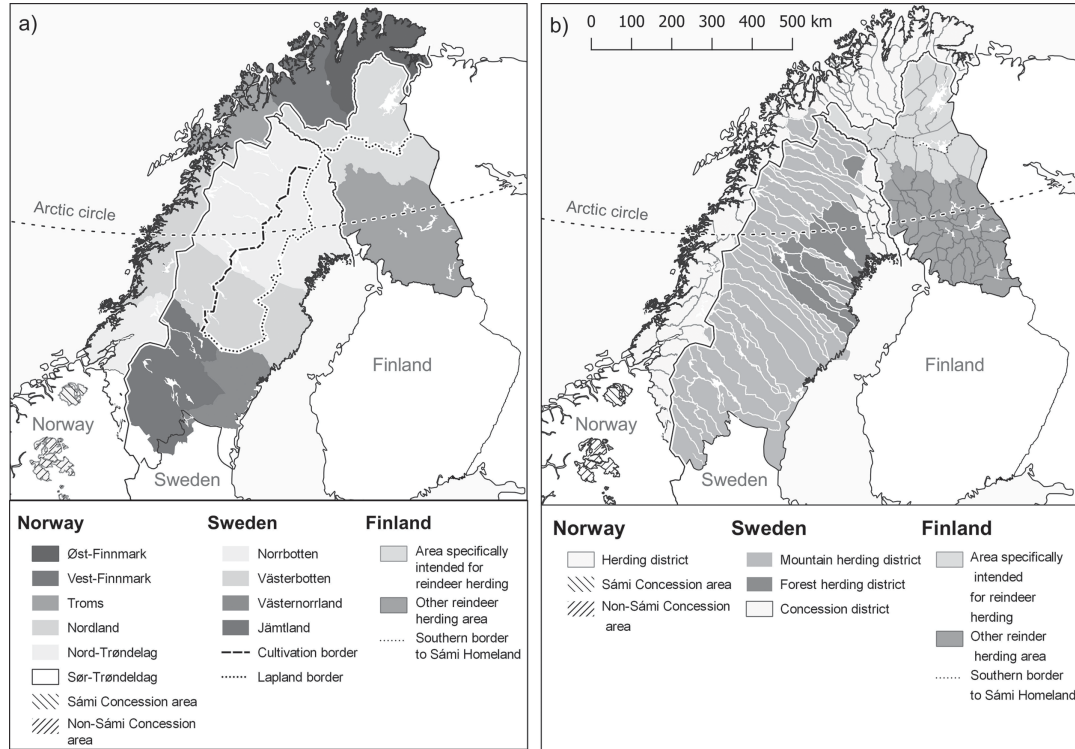 a)
Arctic circle
Finland
Norway
Sweden
Norway
Øst-Finnmark
Vest-Finnmark
Troms
Nordland
Nord-Trøndelag
Sør-Trøndeldag
Sámi Concession area
Non-Sámi Concession
area
Sweden
Norrbotten
Västerbotten
Västernorrland
Jämtland
Cultivation border
Lapland border
Finland
Area specifically
intended for
reindeer herding
Other reindeer
herding area
Southern border
to Sámi Homeland
b)
0 100 200 300 400 500 km
Arctic circle
Finland
Norway
Sweden
Norway
Herding district
Sámi Concession area
Non-Sámi Concession
area
Sweden
Mountain herding district
Forest herding district
Concession district
Finland
Area specifically
intended
for reindeer
herding
Other reinder
herding area
Southern border
to Sámi Homeland